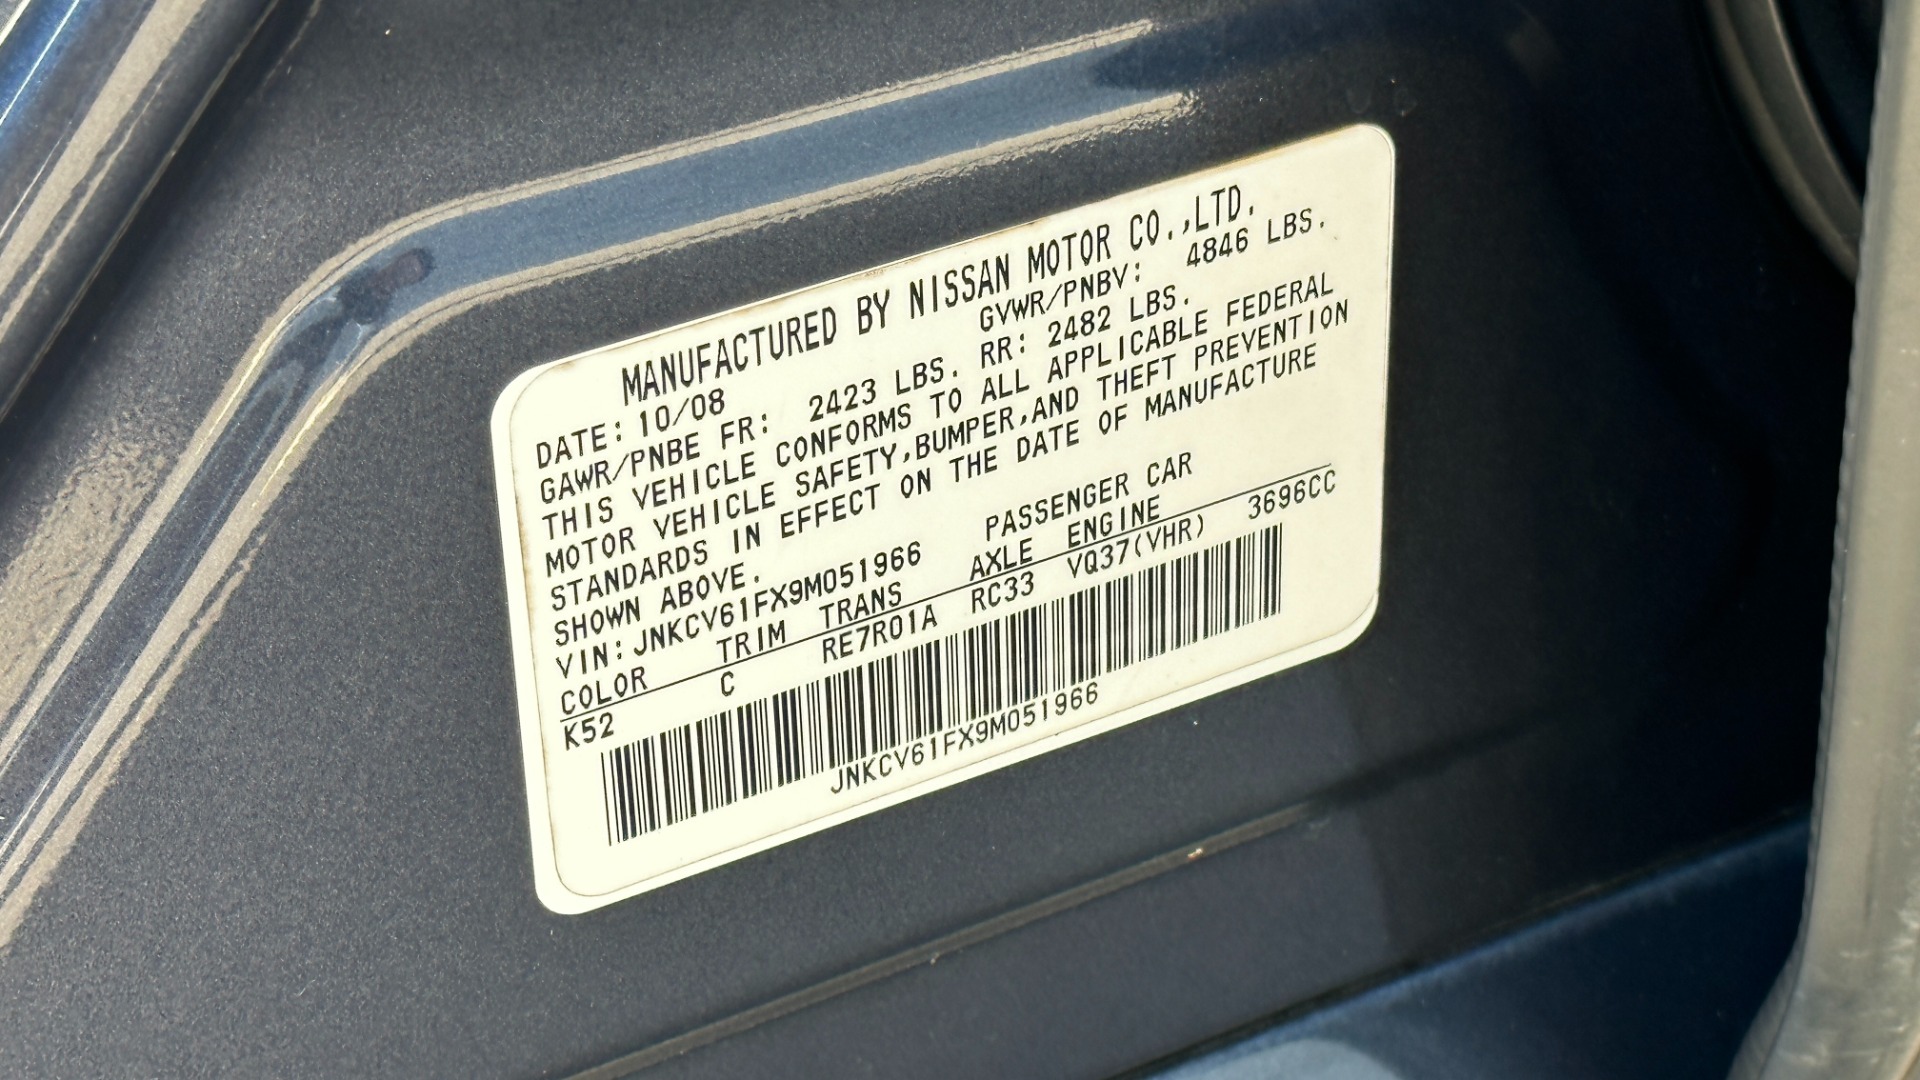 MANUFACTURED BY NISSAN MOTOR CO.,LTD.
DATE: 10/08 GVWR/PNBV: 4846 LBS.
GAWR/PNBE FR: 2423 LBS. RR: 2482 LBS.
THIS VEHICLE CONFORMS TO ALL APPLICABLE FEDERAL
MOTOR VEHICLE SAFETY,BUMPER,AND THEFT PREVENTION
STANDARDS IN EFFECT ON THE DATE OF MANUFACTURE
SHOWN ABOVE.
VIN: JNKCV61FX9M051966 PASSENGER CAR
COLOR TRIM TRANS AXLE ENGINE
K52 C RE7R01A RC33 VQ37(VHR) 3696CC
JNKCV61FX9M051966